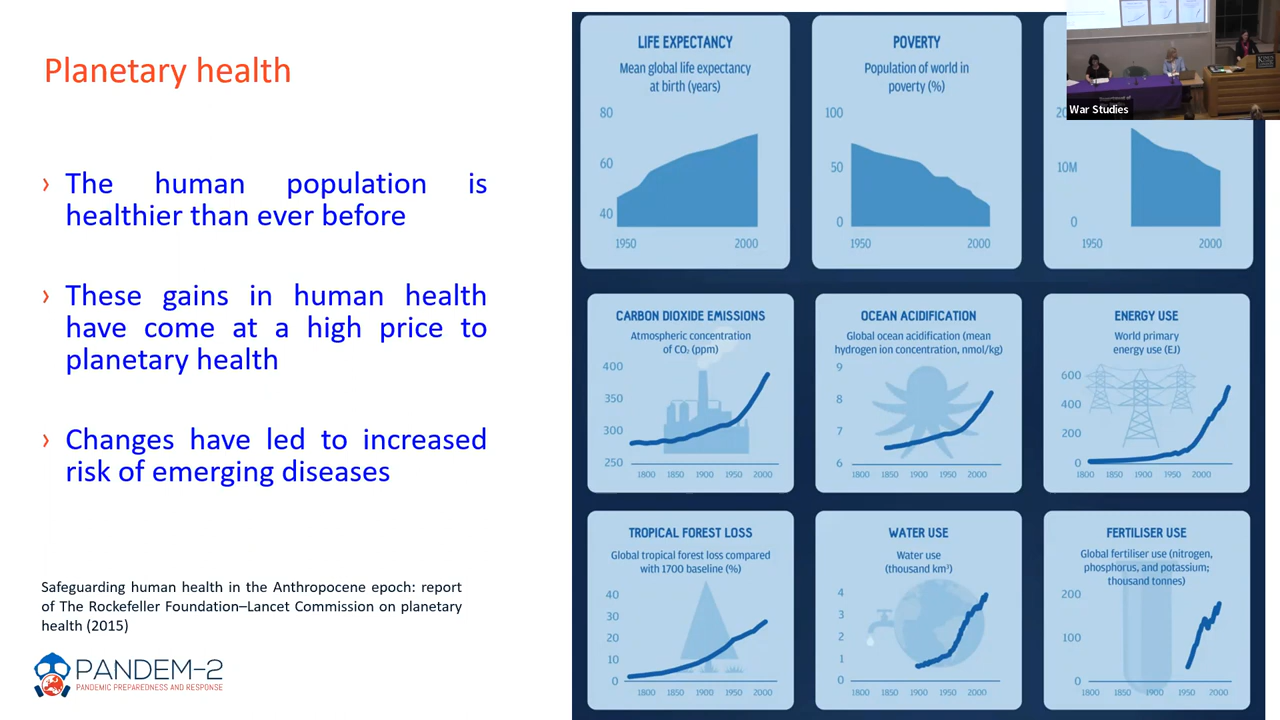 Planetary health
› The human population is
healthier than ever before
› These gains in human health
have come at a high price to
planetary health
› Changes have led to increased
risk of emerging diseases
Safeguarding human health in the Anthropocene epoch: report
of The Rockefeller Foundation–Lancet Commission on planetary
health (2015)
PANDEM-2
PANDEMIC PREPAREDNESS AND RESPONSE
LIFE EXPECTANCY
Mean global life expectancy
at birth (years)
80
60
40
1950 2000
POVERTY
Population of world in
poverty (%)
100
50
0
1950 2000
War Studies
20
10M
0
1950 2000
CARBON DIOXIDE EMISSIONS
Atmospheric concentration
of CO₂ (ppm)
400
350
300
250
1800 1850 1900 1950 2000
OCEAN ACIDIFICATION
Global ocean acidification (mean
hydrogen ion concentration, nmol/kg)
9
8
7
6
1850 1900 1950 2000
ENERGY USE
World primary
energy use (EJ)
600
400
200
0
1800 1850 1900 1950 2000
TROPICAL FOREST LOSS
Global tropical forest loss compared
with 1700 baseline (%)
40
30
20
10
0
1800 1850 1900 1950 2000
WATER USE
Water use
(thousand km³)
4
3
2
1
0
1800 1850 1900 1950 2000
FERTILISER USE
Global fertiliser use (nitrogen,
phosphorus, and potassium;
thousand tonnes)
200
100
0
1800 1850 1900 1950 2000